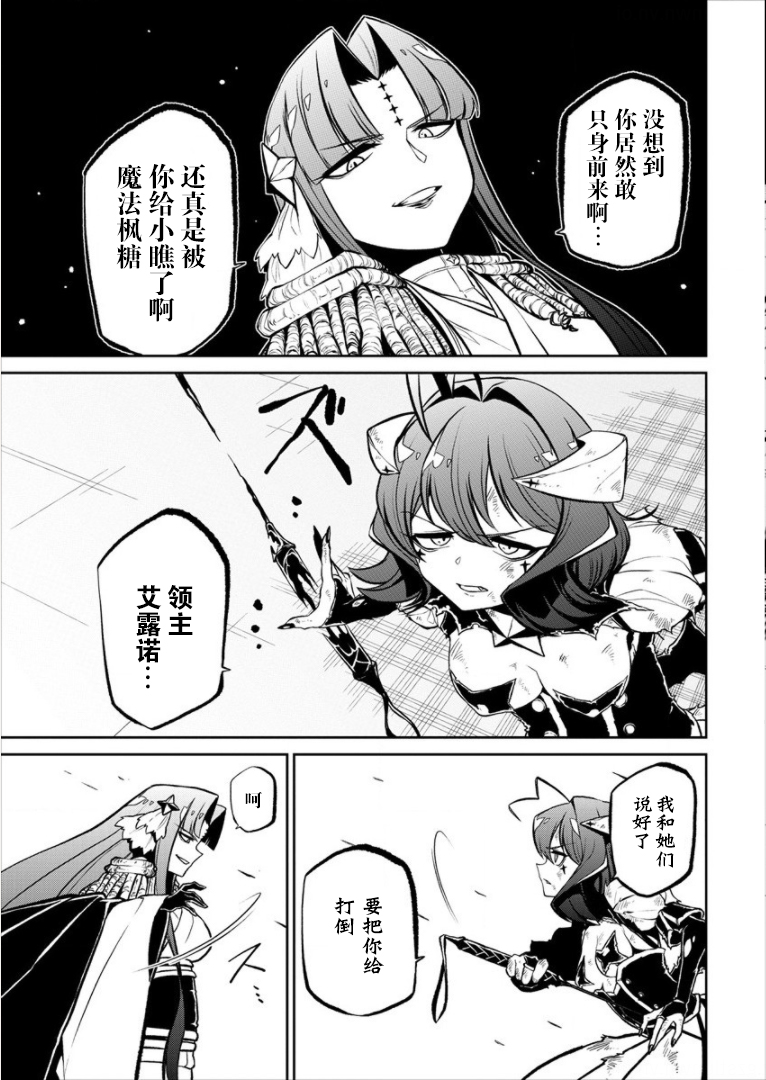 没想到
你居然敢
只身前来啊…
还真是被
你给小瞧了啊
魔法枫糖
ズ
领主
艾露诺…
我和她们
说好了
要把你给
打倒
呵